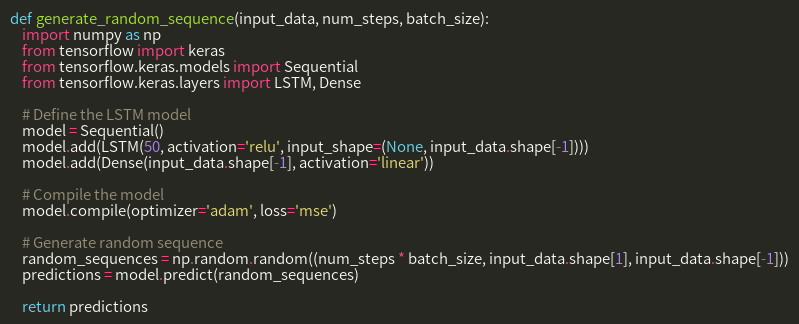 def generate_random_sequence(input_data, num_steps, batch_size):
    import numpy as np
    from tensorflow import keras
    from tensorflow.keras.models import Sequential
    from tensorflow.keras.layers import LSTM, Dense

    # Define the LSTM model
    model = Sequential()
    model.add(LSTM(50, activation='relu', input_shape=(None, input_data.shape[-1])))
    model.add(Dense(input_data.shape[-1], activation='linear'))

    # Compile the model
    model.compile(optimizer='adam', loss='mse')

    # Generate random sequence
    random_sequences = np.random.random((num_steps * batch_size, input_data.shape[1], input_data.shape[-1]))
    predictions = model.predict(random_sequences)

    return predictions